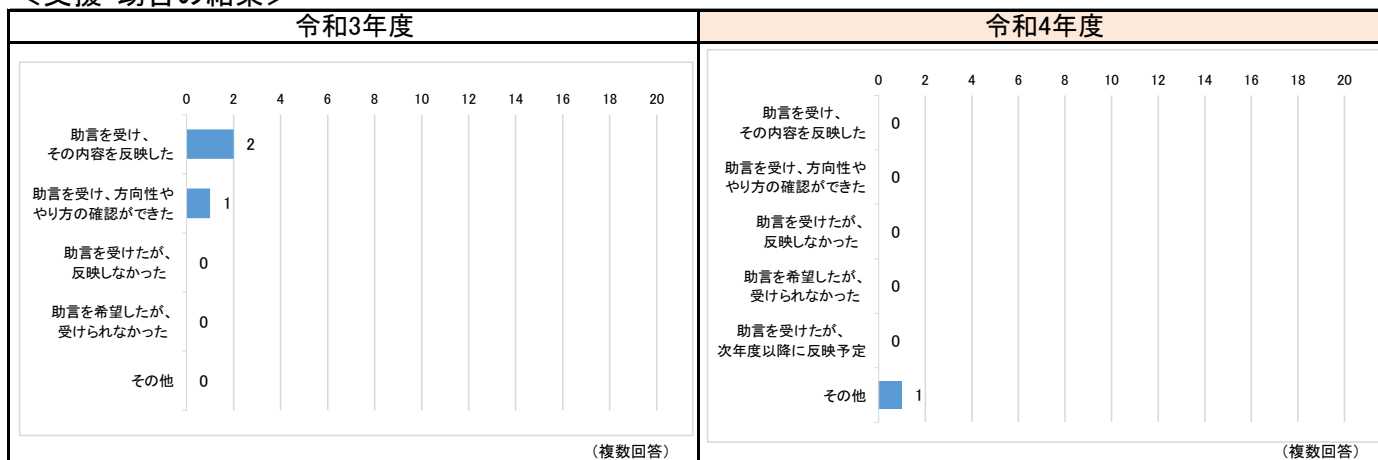 <支援・助言の結果>
令和3年度
0 2 4 6 8 10 12 14 16 18 20
助言を受け、
その内容を反映した
2
助言を受け、方向性や
やり方の確認ができた
1
助言を受けたが、
反映しなかった
0
助言を希望したが、
受けられなかった
0
その他
0
(複数回答)
令和4年度
0 2 4 6 8 10 12 14 16 18 20
助言を受け、
その内容を反映した
0
助言を受け、方向性や
やり方の確認ができた
0
助言を受けたが、
反映しなかった
0
助言を希望したが、
受けられなかった
0
助言を受けたが、
次年度以降に反映予定
0
その他
1
(複数回答)